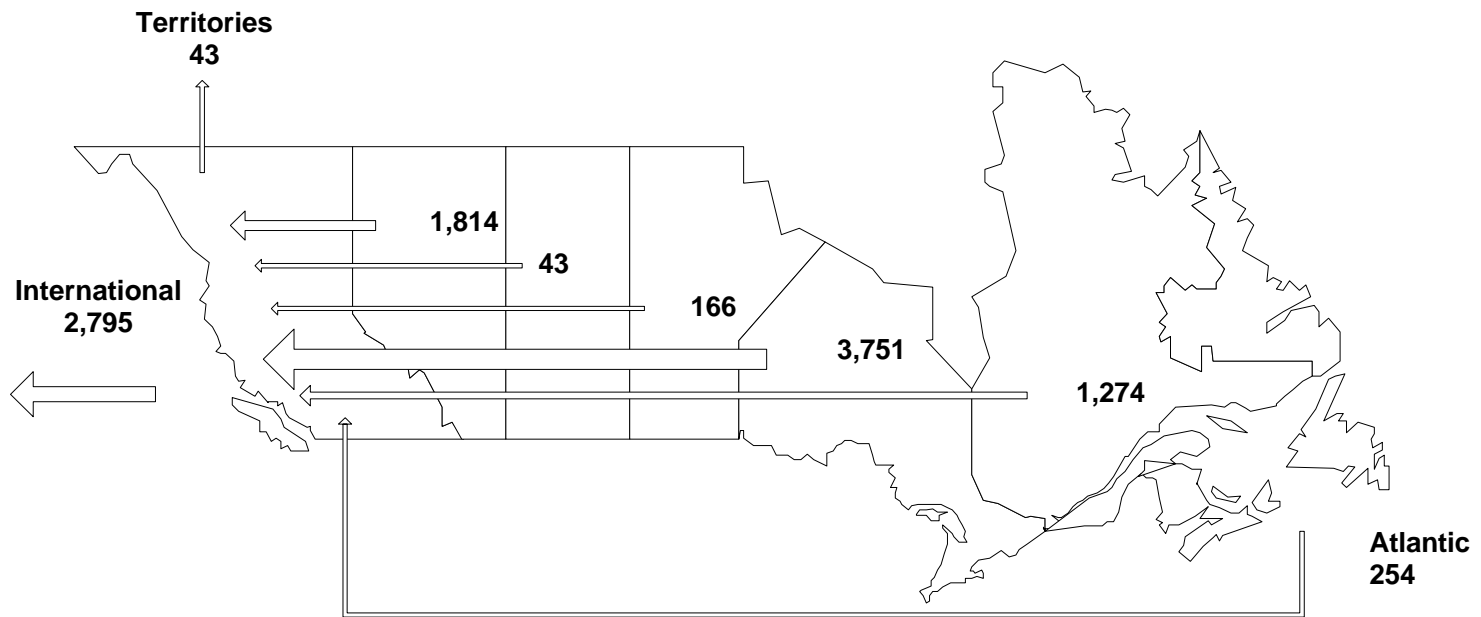 Territories
43
1,814
43
International
2,795
166
3,751
1,274
Atlantic
254